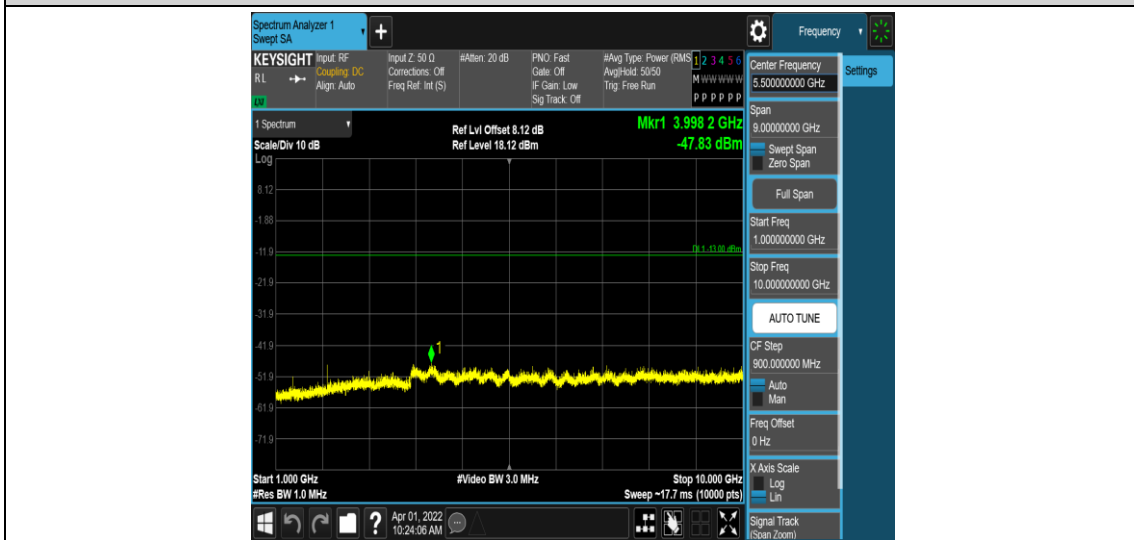 Spectrum Analyzer 1
Swept SA
+
Frequency
KEYSIGHT
RL
LXI
Input: RF
Coupling: DC
Align: Auto
Input Z: 50 Ω
Corrections: Off
Freq Ref: Int (S)
#Atten: 20 dB
PNO: Fast
Gate: Off
IF Gain: Low
Sig Track: Off
#Avg Type: Power (RMS
Avg|Hold: 50/50
Trig: Free Run
1 2 3 4 5 6
M W W W W W
P P P P P P
1 Spectrum
Scale/Div 10 dB
Log
Ref Lvl Offset 8.12 dB
Ref Level 18.12 dBm
Mkr1 3.998 2 GHz
-47.83 dBm
8.12
-1.88
-11.9
-21.9
-31.9
-41.9
-51.9
-61.9
-71.9
DL1 -13.00 dBm
1
Start 1.000 GHz
#Res BW 1.0 MHz
#Video BW 3.0 MHz
Stop 10.000 GHz
Sweep ~17.7 ms (10000 pts)
Center Frequency
5.500000000 GHz
Settings
Span
9.00000000 GHz
Swept Span
Zero Span
Full Span
Start Freq
1.000000000 GHz
Stop Freq
10.000000000 GHz
AUTO TUNE
CF Step
900.000000 MHz
Auto
Man
Freq Offset
0 Hz
X Axis Scale
Log
Lin
Signal Track
(Span Zoom)
?
Apr 01, 2022
10:24:06 AM